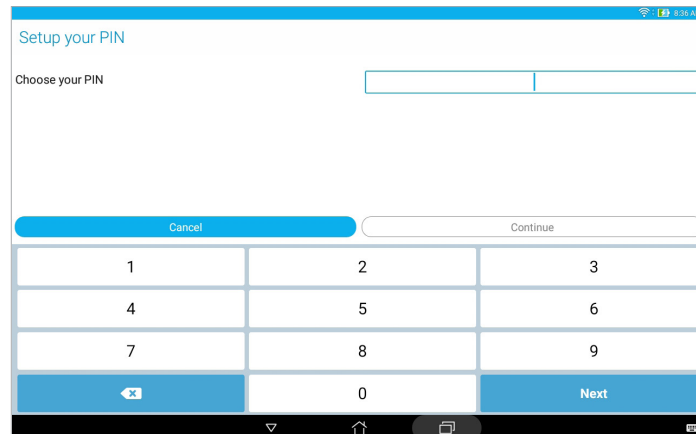 8:36 A
Setup your PIN
Choose your PIN
Cancel Continue
1 2 3
4 5 6
7 8 9
0 Next